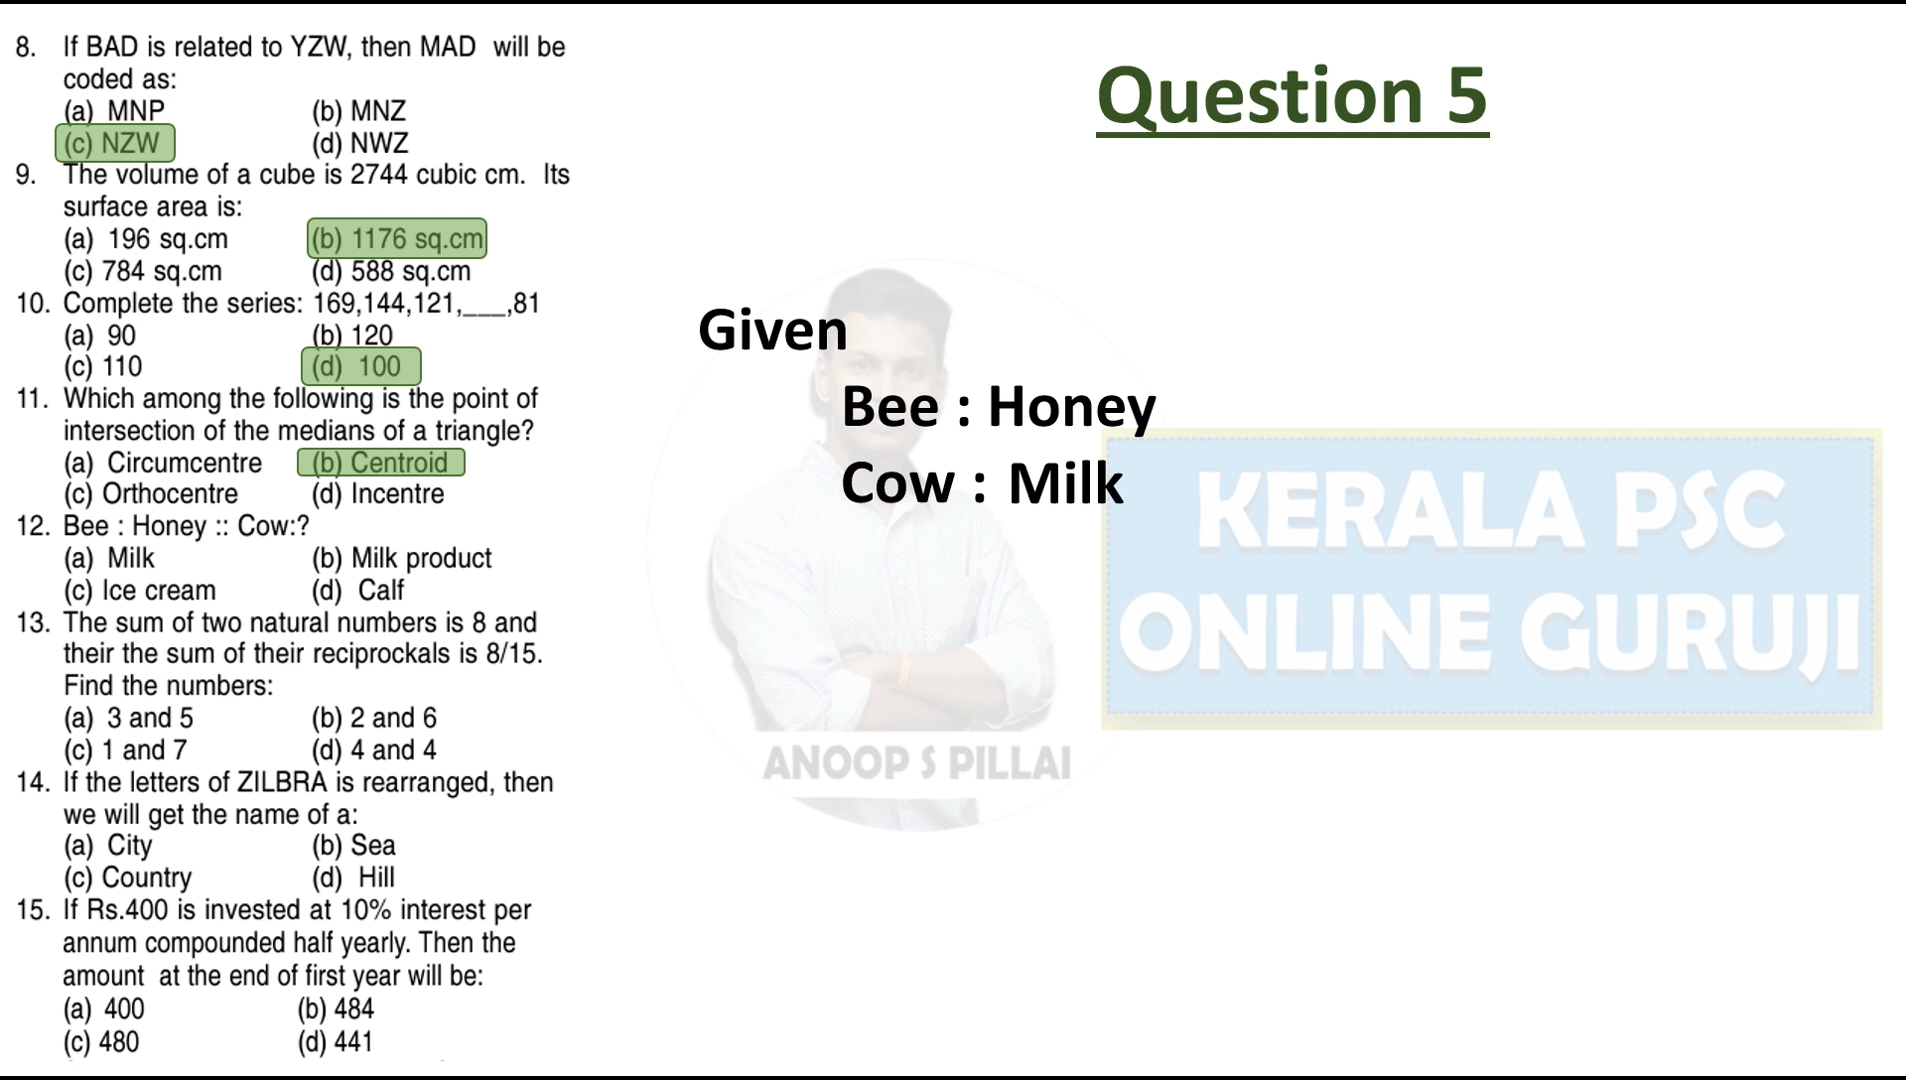 8. If BAD is related to YZW, then MAD will be
coded as:
(a) MNP (b) MNZ
(c) NZW (d) NWZ
9. The volume of a cube is 2744 cubic cm. Its
surface area is:
(a) 196 sq.cm (b) 1176 sq.cm
(c) 784 sq.cm (d) 588 sq.cm
10. Complete the series: 169,144,121,___,81
(a) 90 (b) 120
(c) 110 (d) 100
11. Which among the following is the point of
intersection of the medians of a triangle?
(a) Circumcentre (b) Centroid
(c) Orthocentre (d) Incentre
12. Bee : Honey :: Cow:?
(a) Milk (b) Milk product
(c) Ice cream (d) Calf
13. The sum of two natural numbers is 8 and
their the sum of their reciprockals is 8/15.
Find the numbers:
(a) 3 and 5 (b) 2 and 6
(c) 1 and 7 (d) 4 and 4
14. If the letters of ZILBRA is rearranged, then
we will get the name of a:
(a) City (b) Sea
(c) Country (d) Hill
15. If Rs.400 is invested at 10% interest per
annum compounded half yearly. Then the
amount at the end of first year will be:
(a) 400 (b) 484
(c) 480 (d) 441
Question 5
Given
Bee : Honey
Cow : Milk
KERALA PSC
ONLINE GURUJI
ANOOP S PILLAI